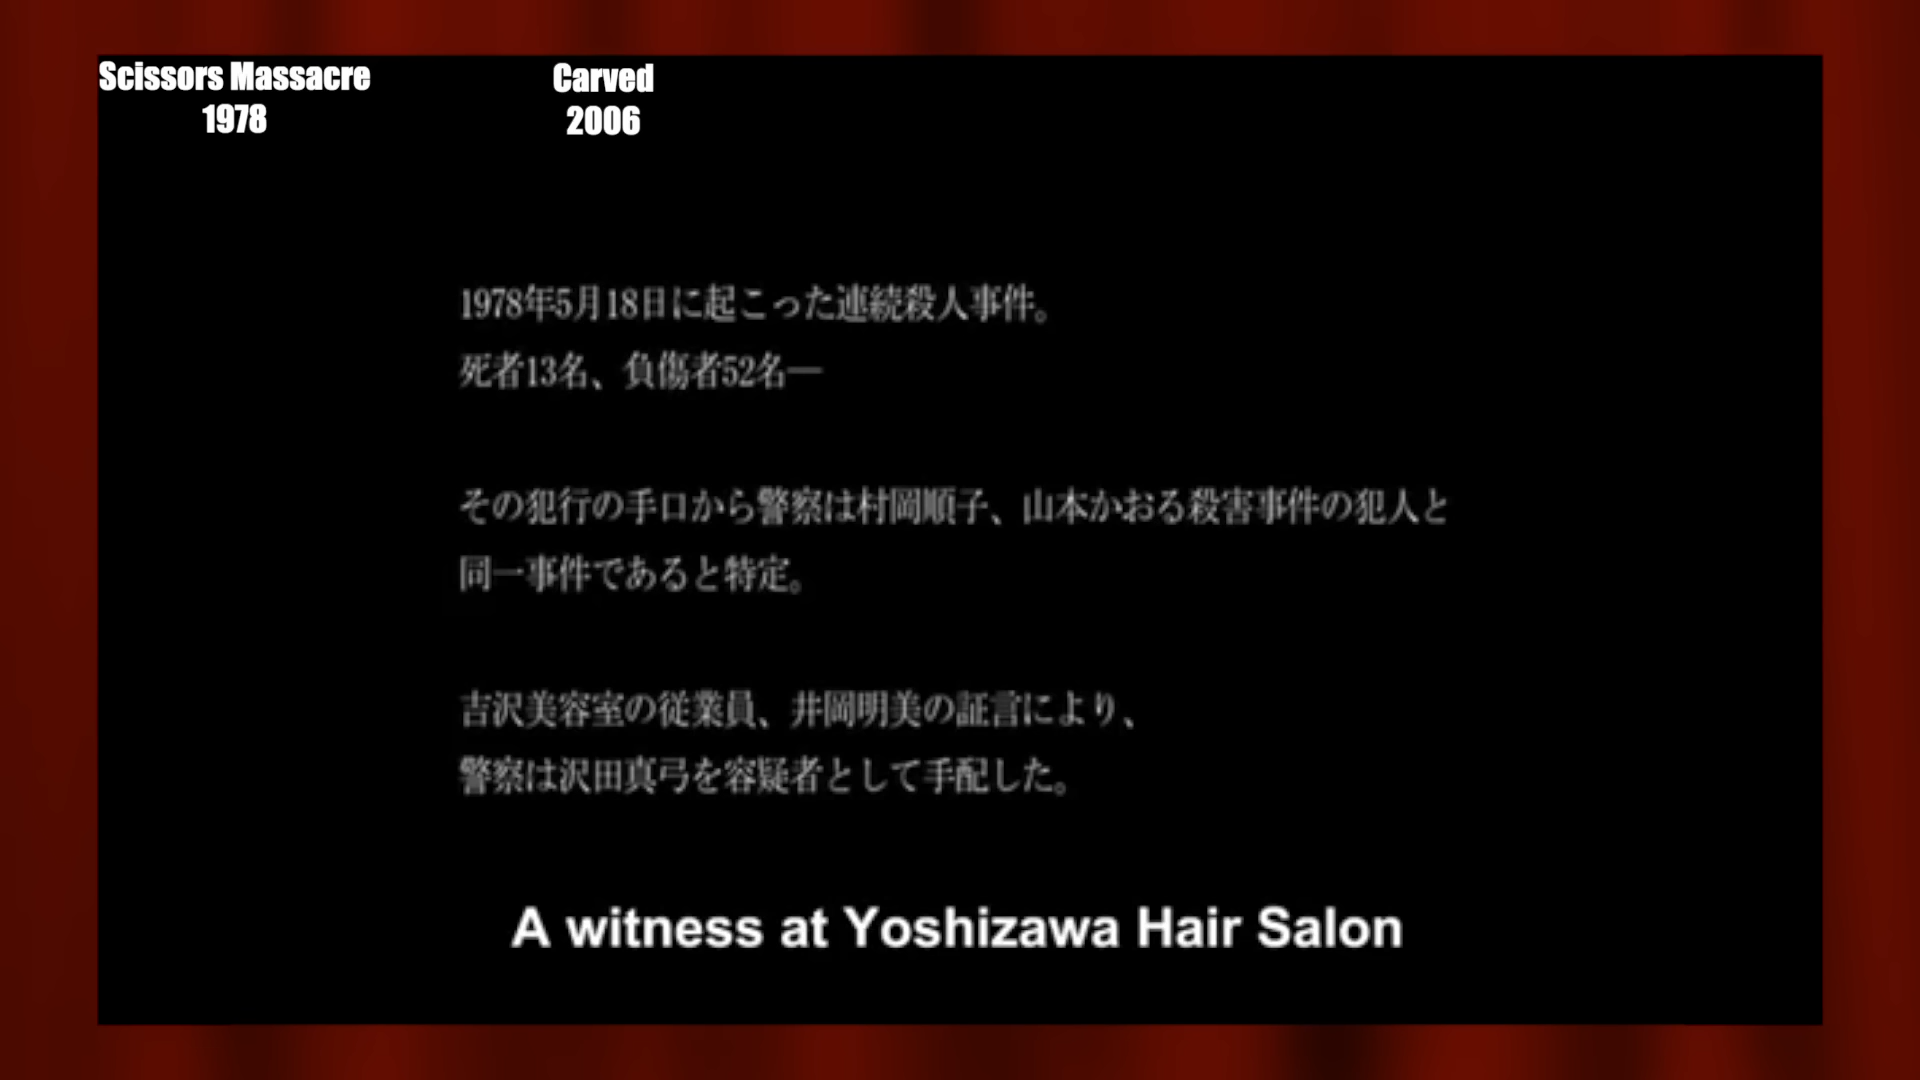 Scissors Massacre
1978
Carved
2006
1978年5月18日に起こった連続殺人事件。
死者13名、負傷者52名―
その犯行の手口から警察は村岡順子、山本かおる殺害事件の犯人と
同一事件であると特定。
吉沢美容室の従業員、井岡明美の証言により、
警察は沢田真弓を容疑者として手配した。
A witness at Yoshizawa Hair Salon